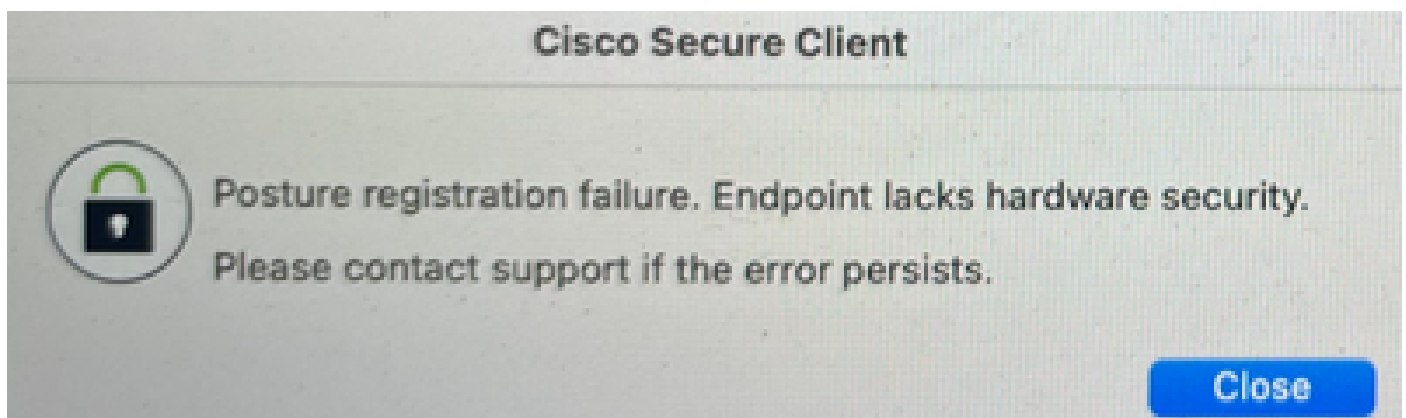 Cisco Secure Client
Posture registration failure. Endpoint lacks hardware security.
Please contact support if the error persists.
Close